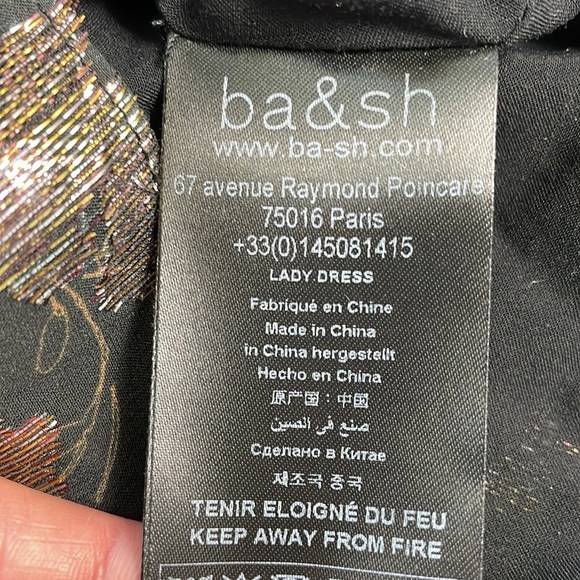 ba&sh
www.ba-sh.com
67 avenue Raymond Poincare
75016 Paris
+33(0)145081415
LADY DRESS
Fabriqué en Chine
Made in China
in China hergestellt
Hecho en China
原产国：中国
صنع في الصين
Сделано в Китае
제조국 중국
TENIR ELOIGNÉ DU FEU
KEEP AWAY FROM FIRE